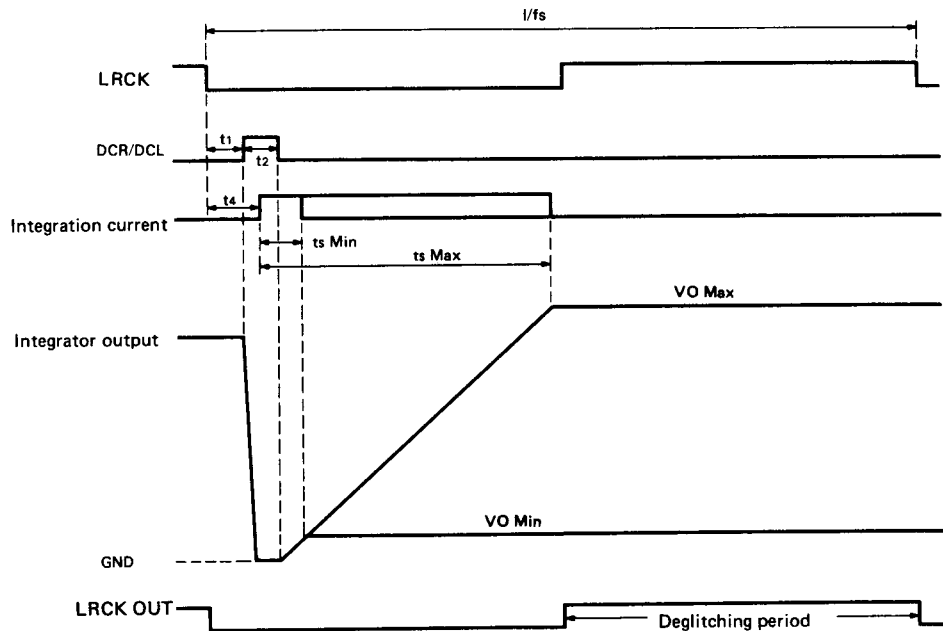 l/fs
LRCK
t1
DCR/DCL
t2
t4
Integration current
ts Min
ts Max
VO Max
Integrator output
VO Min
GND
LRCK OUT
Deglitching period